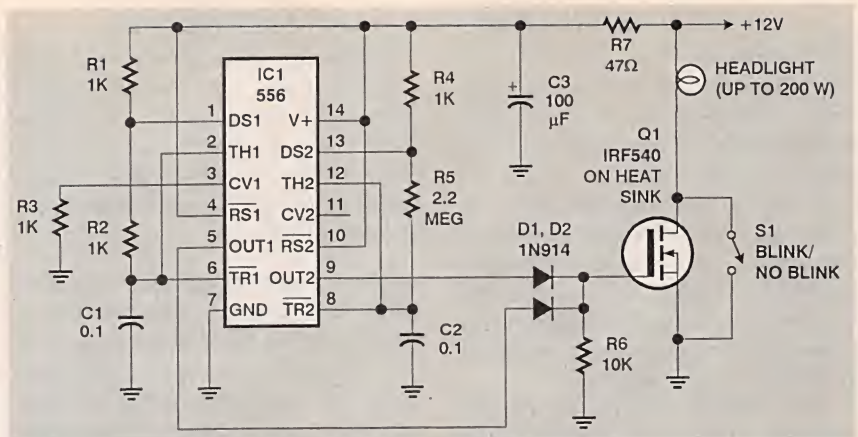 +12V
R7
47Ω
HEADLIGHT
(UP TO 200 W)
R1
1K
IC1
556
R4
1K
C3
100
µF
+
Q1
IRF540
ON HEAT
SINK
1
DS1
V+
14
2
TH1
DS2
13
3
CV1
TH2
12
4
RS1
CV2
11
5
OUT1
RS2
10
6
TR1
OUT2
9
7
GND
TR2
8
R3
1K
R2
1K
R5
2.2
MEG
D1, D2
1N914
S1
BLINK/
NO BLINK
C1
0.1
C2
0.1
R6
10K